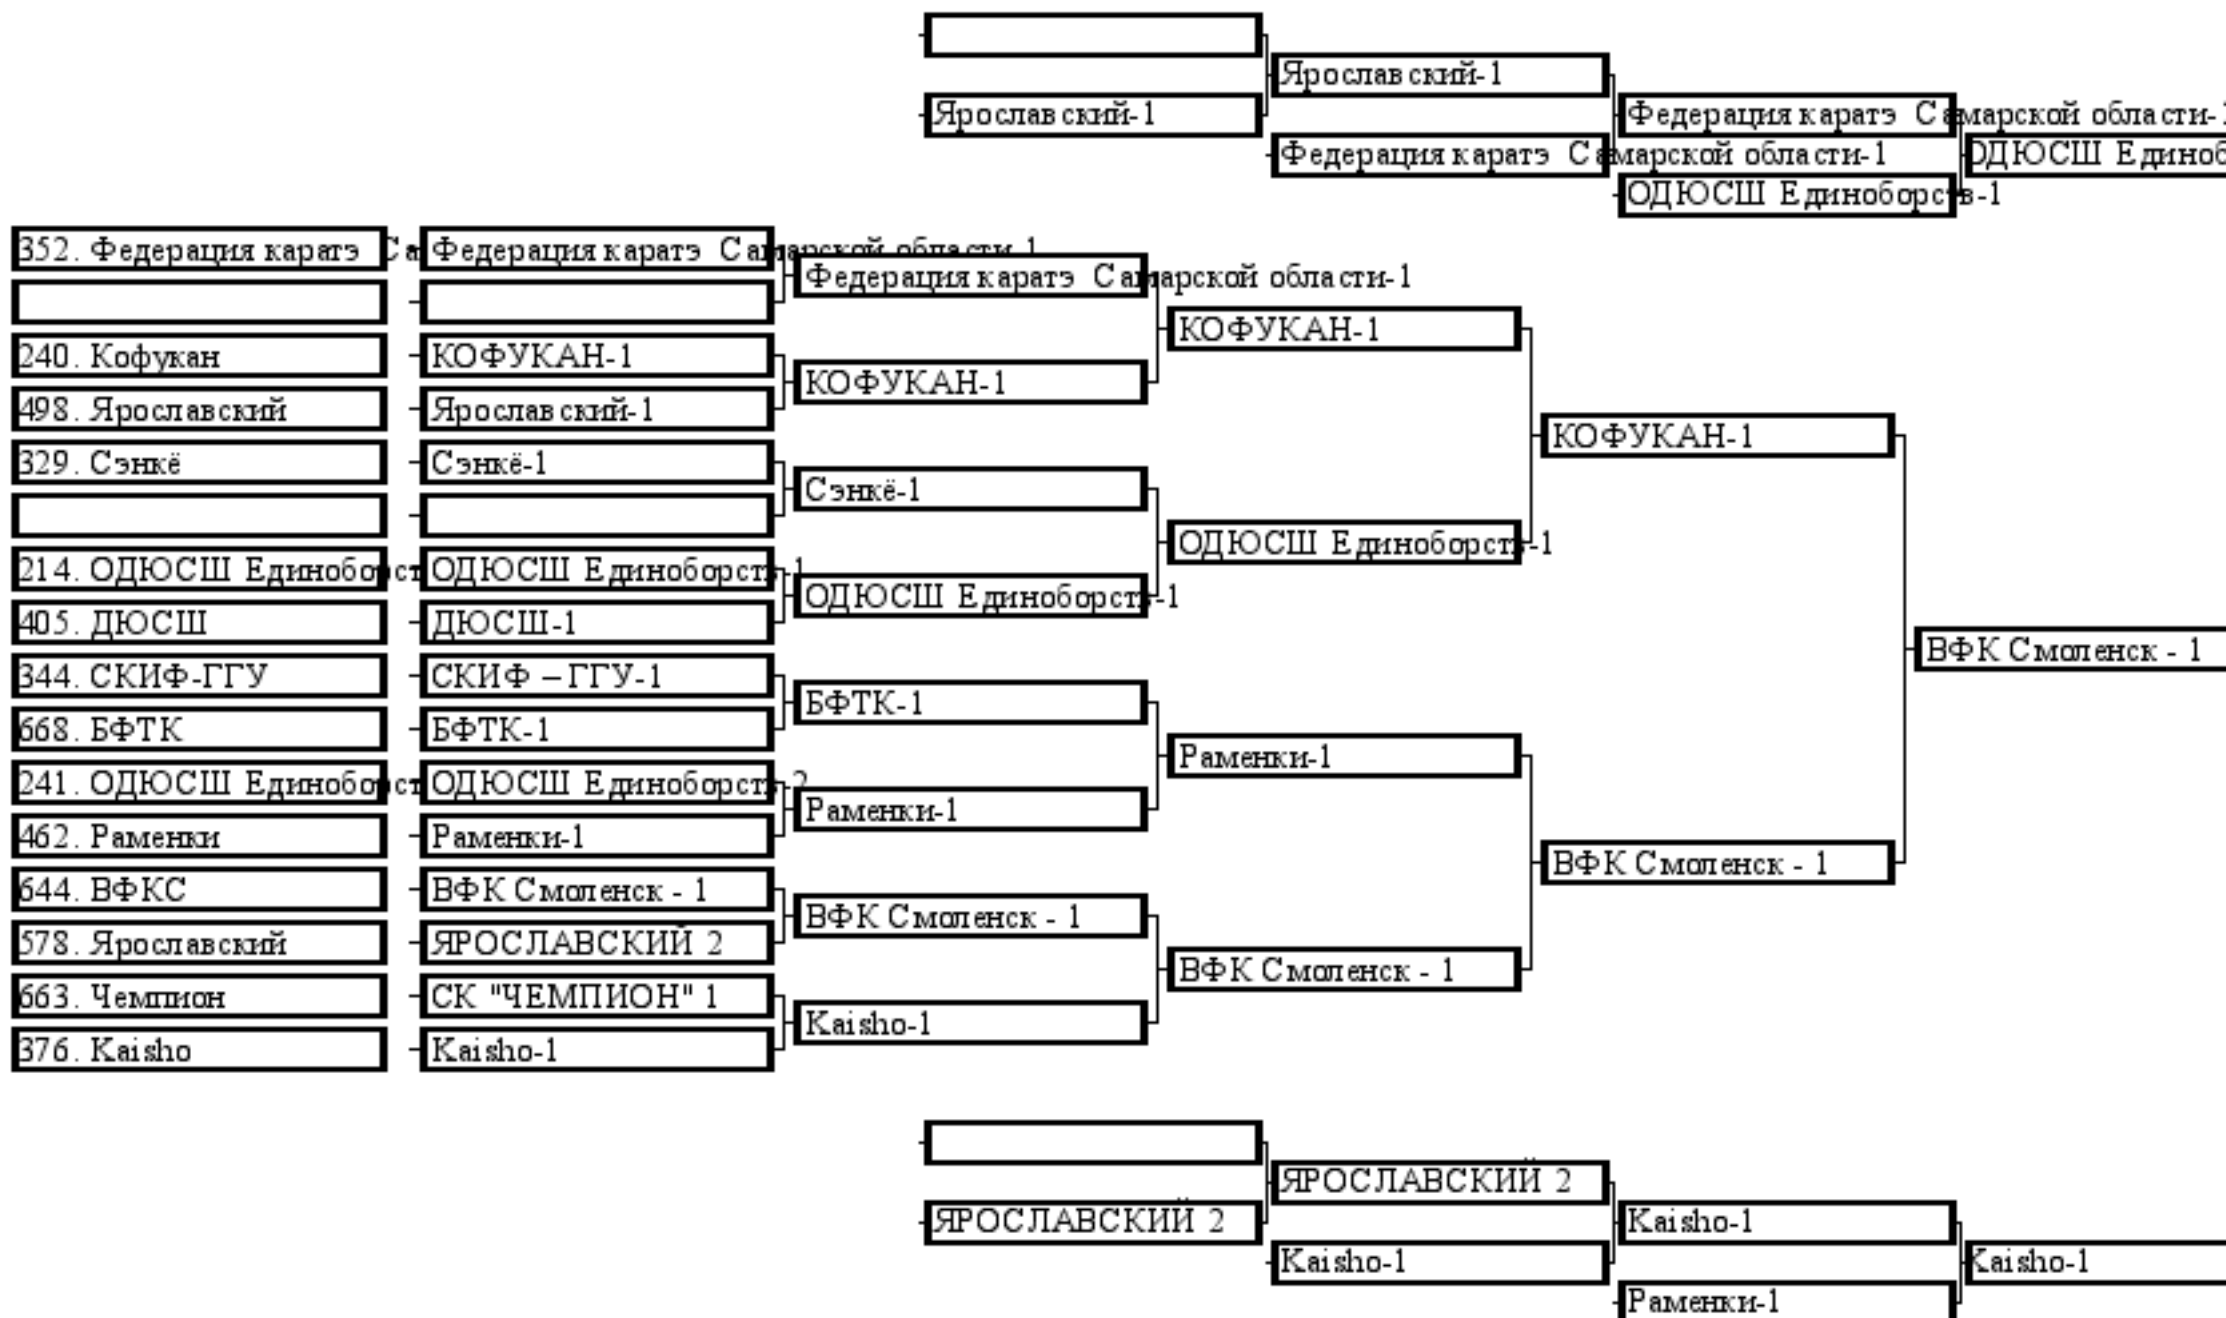 Ярославский-1
Ярославский-1
Федерация каратэ Самарской области-1
Федерация каратэ Самарской области-1
ОДЮСШ Единоб
ОДЮСШ Единоборств-1
352. Федерация каратэ Са
Федерация каратэ Самарской области-1
Федерация каратэ Самарской области-1
КОФУКАН-1
240. Кофукан
КОФУКАН-1
КОФУКАН-1
498. Ярославский
Ярославский-1
КОФУКАН-1
329. Сэнкё
Сэнкё-1
Сэнкё-1
ОДЮСШ Единоборств-1
214. ОДЮСШ Единоборст
ОДЮСШ Единоборств-1
ОДЮСШ Единоборств-1
405. ДЮСШ
ДЮСШ-1
ВФК Смоленск - 1
344. СКИФ-ГГУ
СКИФ – ГГУ-1
БФТК-1
668. БФТК
БФТК-1
Раменки-1
241. ОДЮСШ Единоборст
ОДЮСШ Единоборств-2
Раменки-1
462. Раменки
Раменки-1
ВФК Смоленск - 1
644. ВФКС
ВФК Смоленск - 1
ВФК Смоленск - 1
578. Ярославский
ЯРОСЛАВСКИЙ 2
ВФК Смоленск - 1
663. Чемпион
СК "ЧЕМПИОН" 1
Kaisho-1
376. Kaisho
Kaisho-1
ЯРОСЛАВСКИЙ 2
ЯРОСЛАВСКИЙ 2
Kaisho-1
Kaisho-1
Kaisho-1
Раменки-1